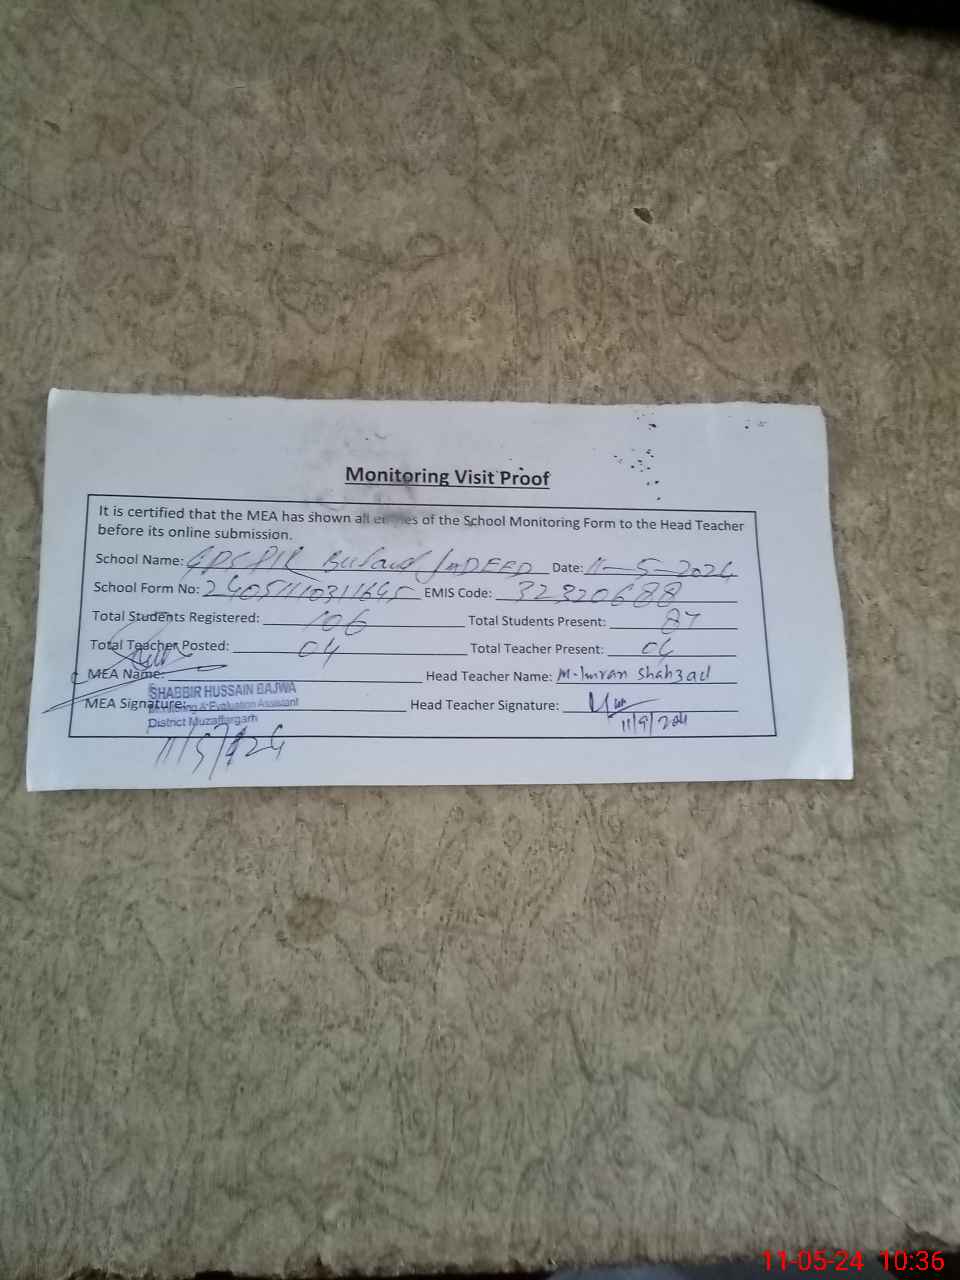 Monitoring Visit Proof
It is certified that the MEA has shown all entries of the School Monitoring Form to the Head Teacher
before its online submission.
School Name: GPS PIR Date: 11-5-2024
School Form No: EMIS Code: 32320688
Total Students Registered: 106 Total Students Present: 87
Total Teacher Posted: 04 Total Teacher Present: 04
MEA Name: Head Teacher Name: M-Imran Shahzad
SHABBIR HUSSAIN BAJWA
MEA Signature: Monitoring & Evaluation Assistant Head Teacher Signature:
District Muzaffargarh
11-05-24 10:36